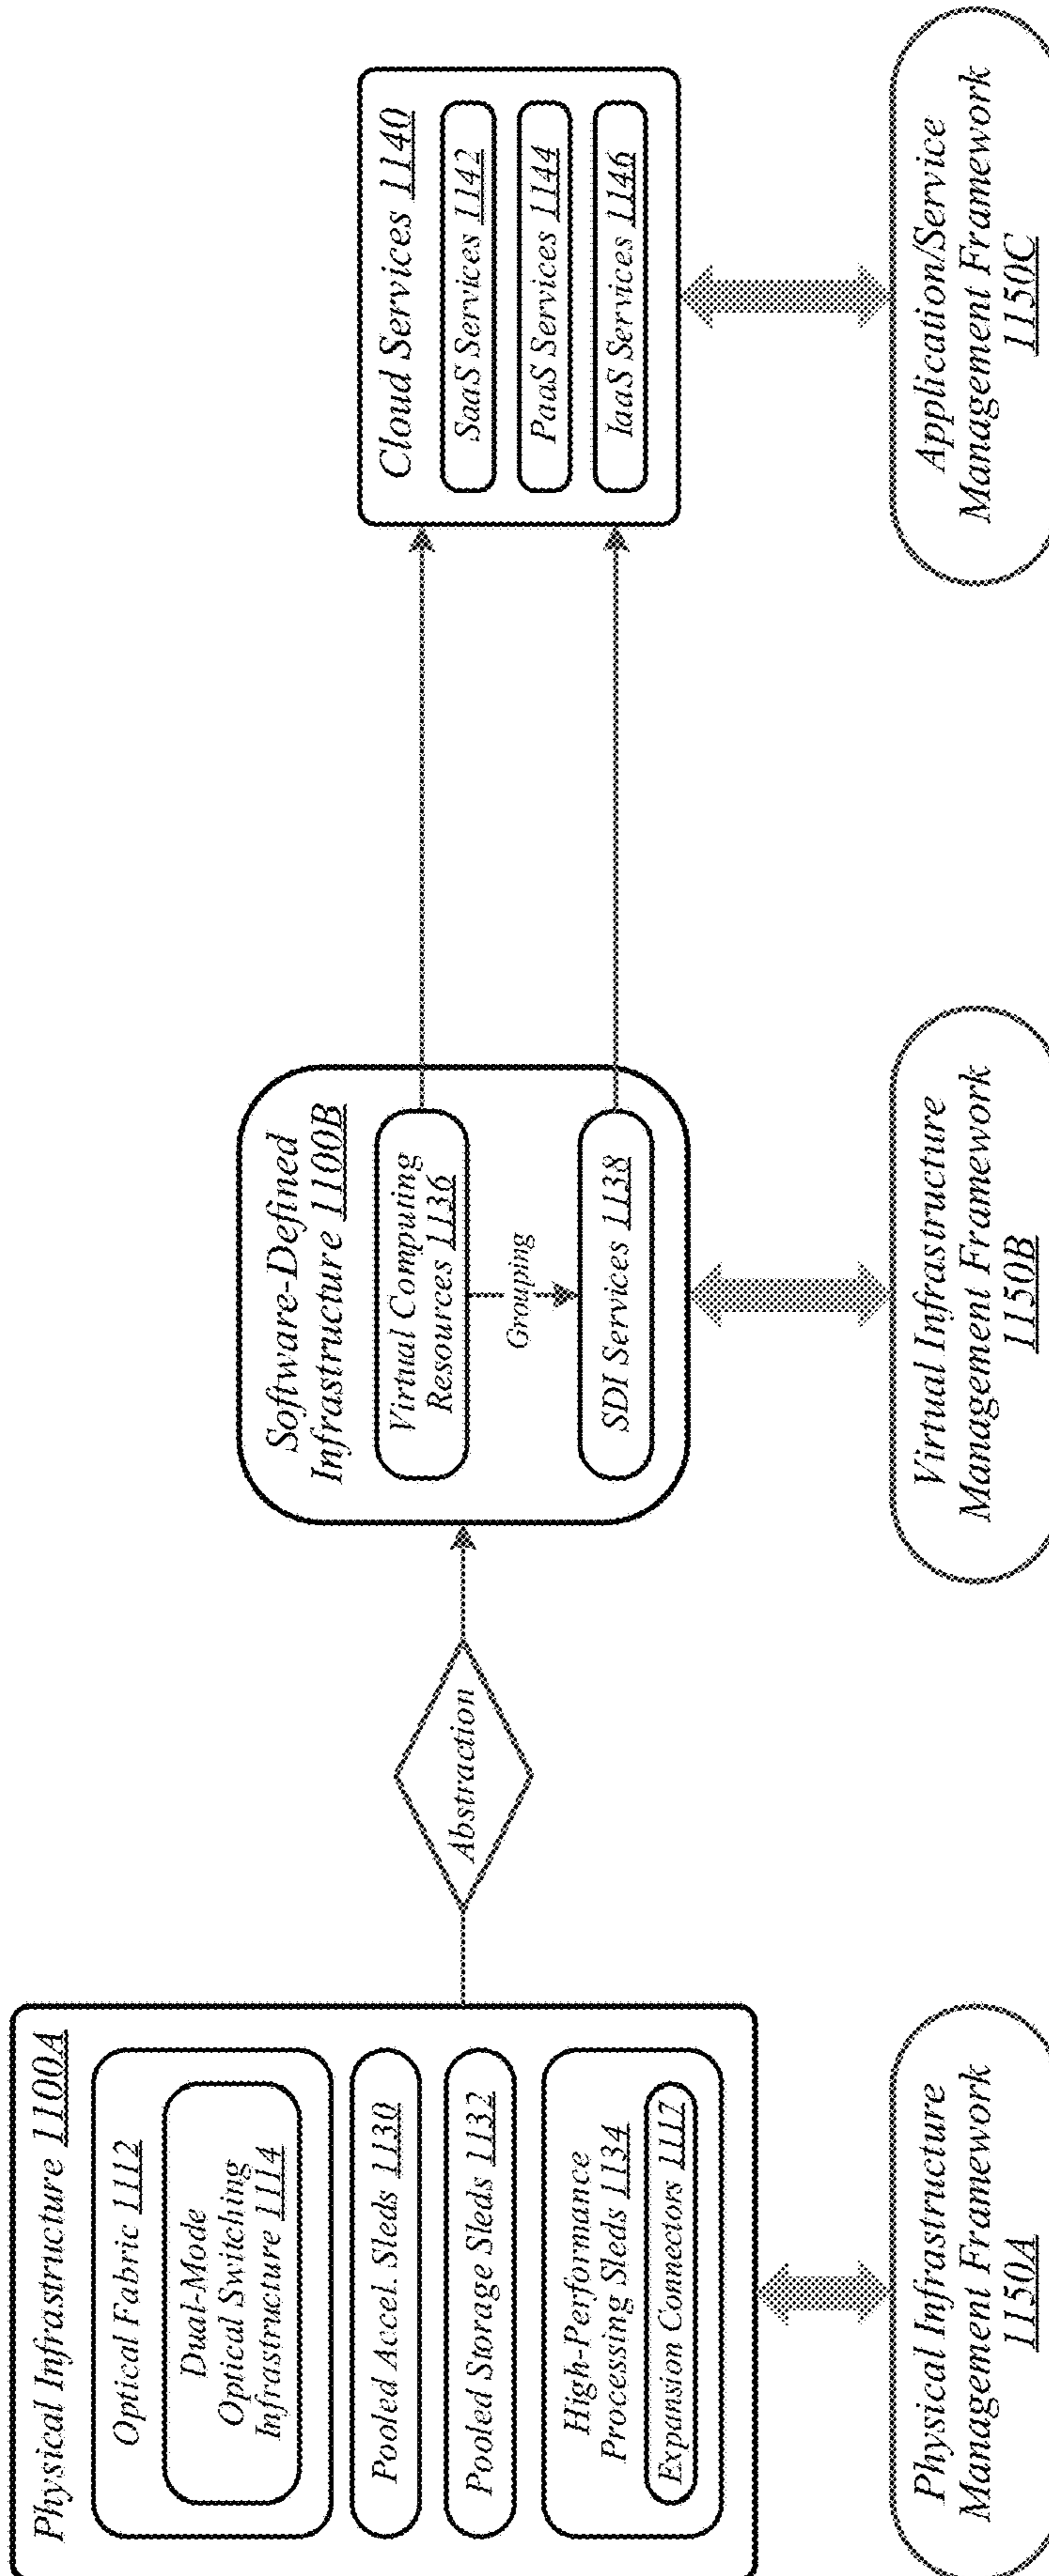 Physical Infrastructure 1100A
Optical Fabric 1112
Dual-Mode
Optical Switching
Infrastructure 1114
Pooled Accel. Sleds 1130
Pooled Storage Sleds 1132
High-Performance
Processing Sleds 1134
Expansion Connectors 1117
Physical Infrastructure
Management Framework
1150A
Abstraction
Software-Defined
Infrastructure 1100B
Virtual Computing
Resources 1136
Grouping
SDI Services 1138
Virtual Infrastructure
Management Framework
1150B
Cloud Services 1140
SaaS Services 1142
PaaS Services 1144
IaaS Services 1146
Application/Service
Management Framework
1150C